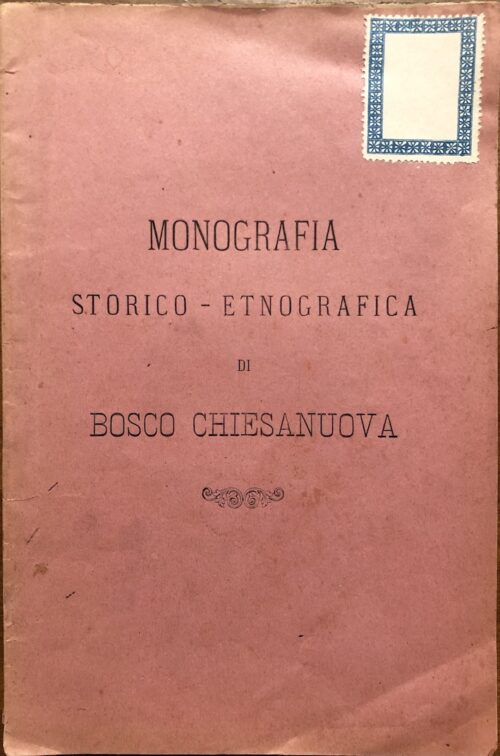 MONOGRAFIA
STORICO - ETNOGRAFICA
DI
BOSCO CHIESANUOVA